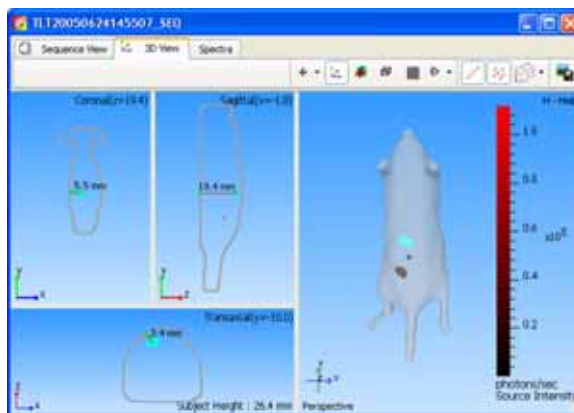 TLT20050624145507_SEQ
Sequence View 3D View Spectra
Coronal(z=19.4)
5.5 mm
Sagittal(x=-1.8)
19.4 mm
1.0
0.8
0.6
x10
0.4
0.2
photons/sec
Source Intensity
Transaxial(y=-10.0)
3.4 mm
Subject Height : 26.4 mm
Perspective
y
x
y
z
z
x